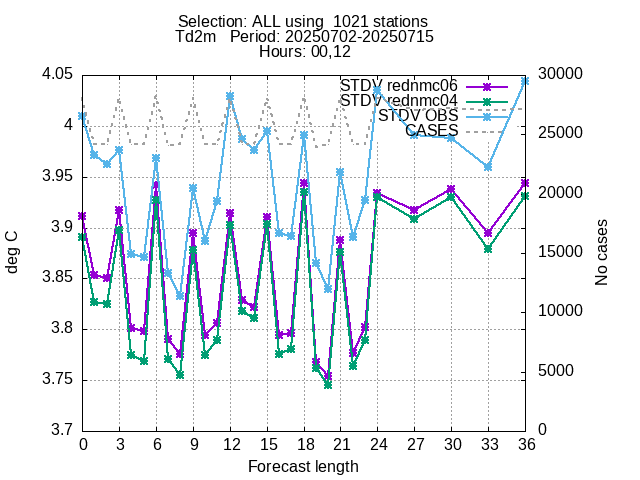 Selection: ALL using  1021 stations
Td2m   Period: 20250702-20250715
Hours: 00,12
4.05
4
3.95
3.9
3.85
3.8
3.75
3.7
deg C
30000
25000
20000
15000
10000
5000
0
No cases
STDV rednmc06
STDV rednmc04
STDV OBS
CASES
0 3 6 9 12 15 18 21 24 27 30 33 36
Forecast length